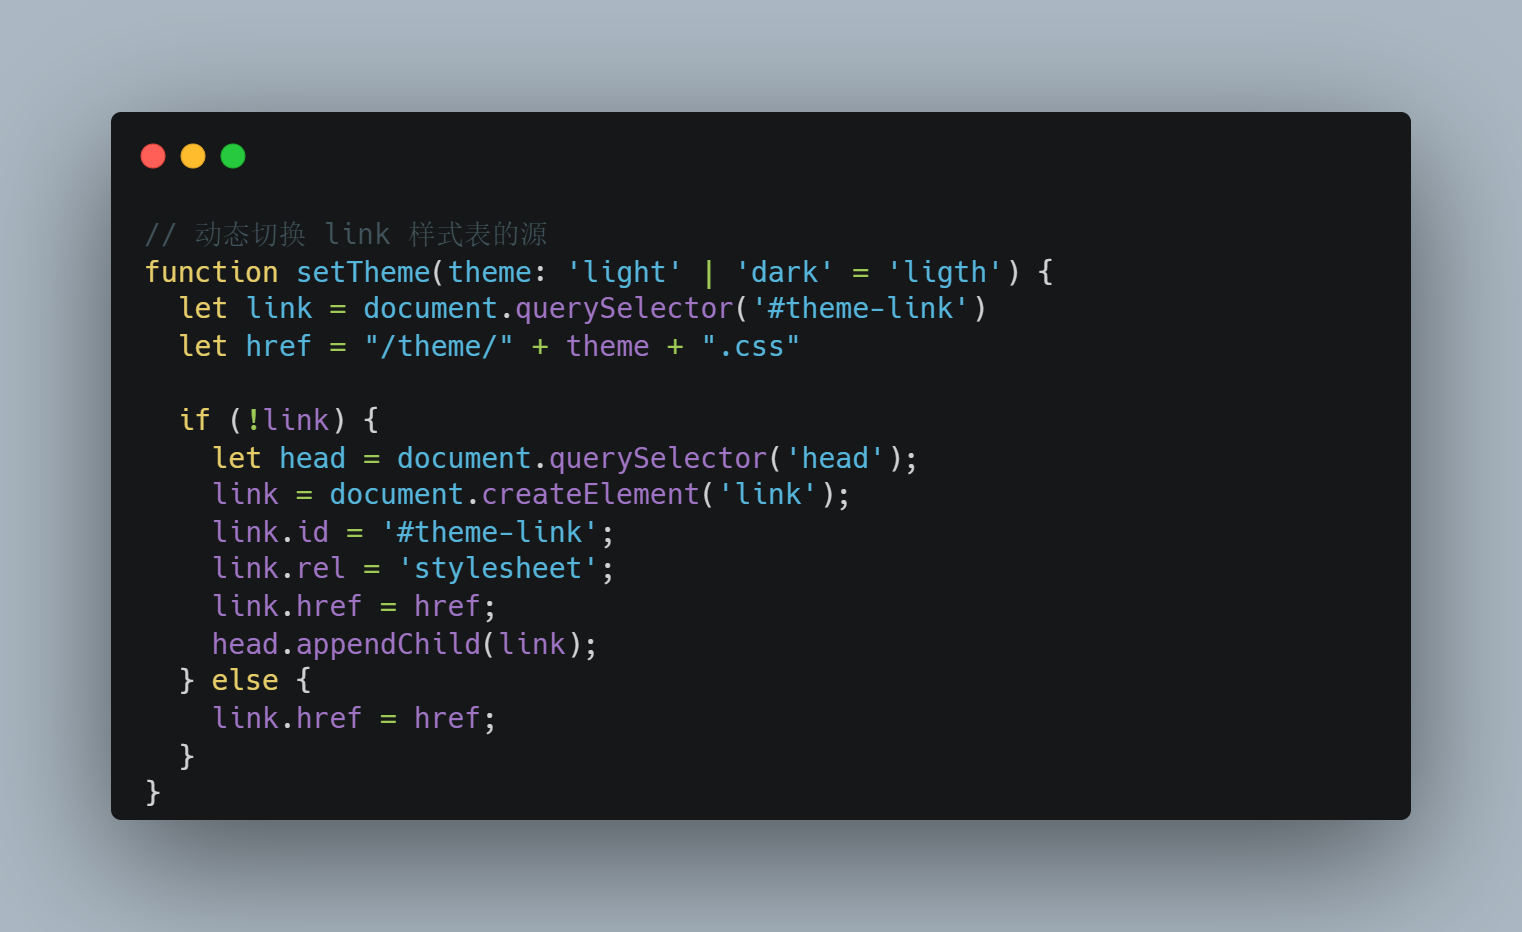 // 动态切换 link 样式表的源
function setTheme(theme: 'light' | 'dark' = 'ligth') {
  let link = document.querySelector('#theme-link')
  let href = "/theme/" + theme + ".css"

  if (!link) {
    let head = document.querySelector('head');
    link = document.createElement('link');
    link.id = '#theme-link';
    link.rel = 'stylesheet';
    link.href = href;
    head.appendChild(link);
  } else {
    link.href = href;
  }
}